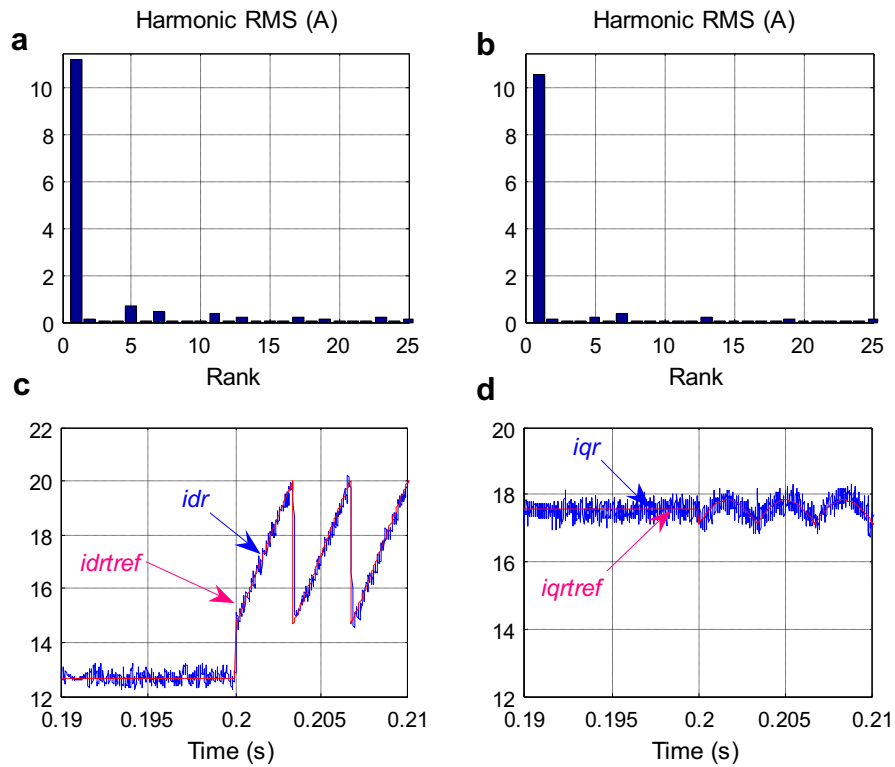 a
Harmonic RMS (A)
10
8
6
4
2
0
0 5 10 15 20 25
Rank
b
Harmonic RMS (A)
10
8
6
4
2
0
0 5 10 15 20 25
Rank
c
22
20
18
16
14
12
idr
idrtref
0.19 0.195 0.2 0.205 0.21
Time (s)
d
20
18
16
14
12
iqr
iqrtref
0.19 0.195 0.2 0.205 0.21
Time (s)